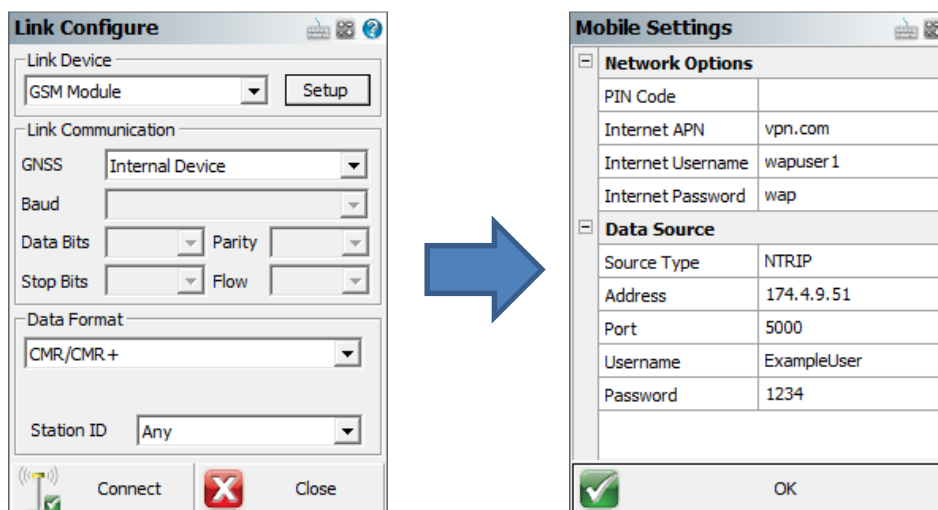 Link Configure
Link Device
GSM Module
Setup
Link Communication
GNSS Internal Device
Baud
Data Bits Parity
Stop Bits Flow
Data Format
CMR/CMR+
Station ID Any
Connect Close
Mobile Settings
Network Options
PIN Code
Internet APN vpn.com
Internet Username wapuser1
Internet Password wap
Data Source
Source Type NTRIP
Address 174.4.9.51
Port 5000
Username ExampleUser
Password 1234
OK